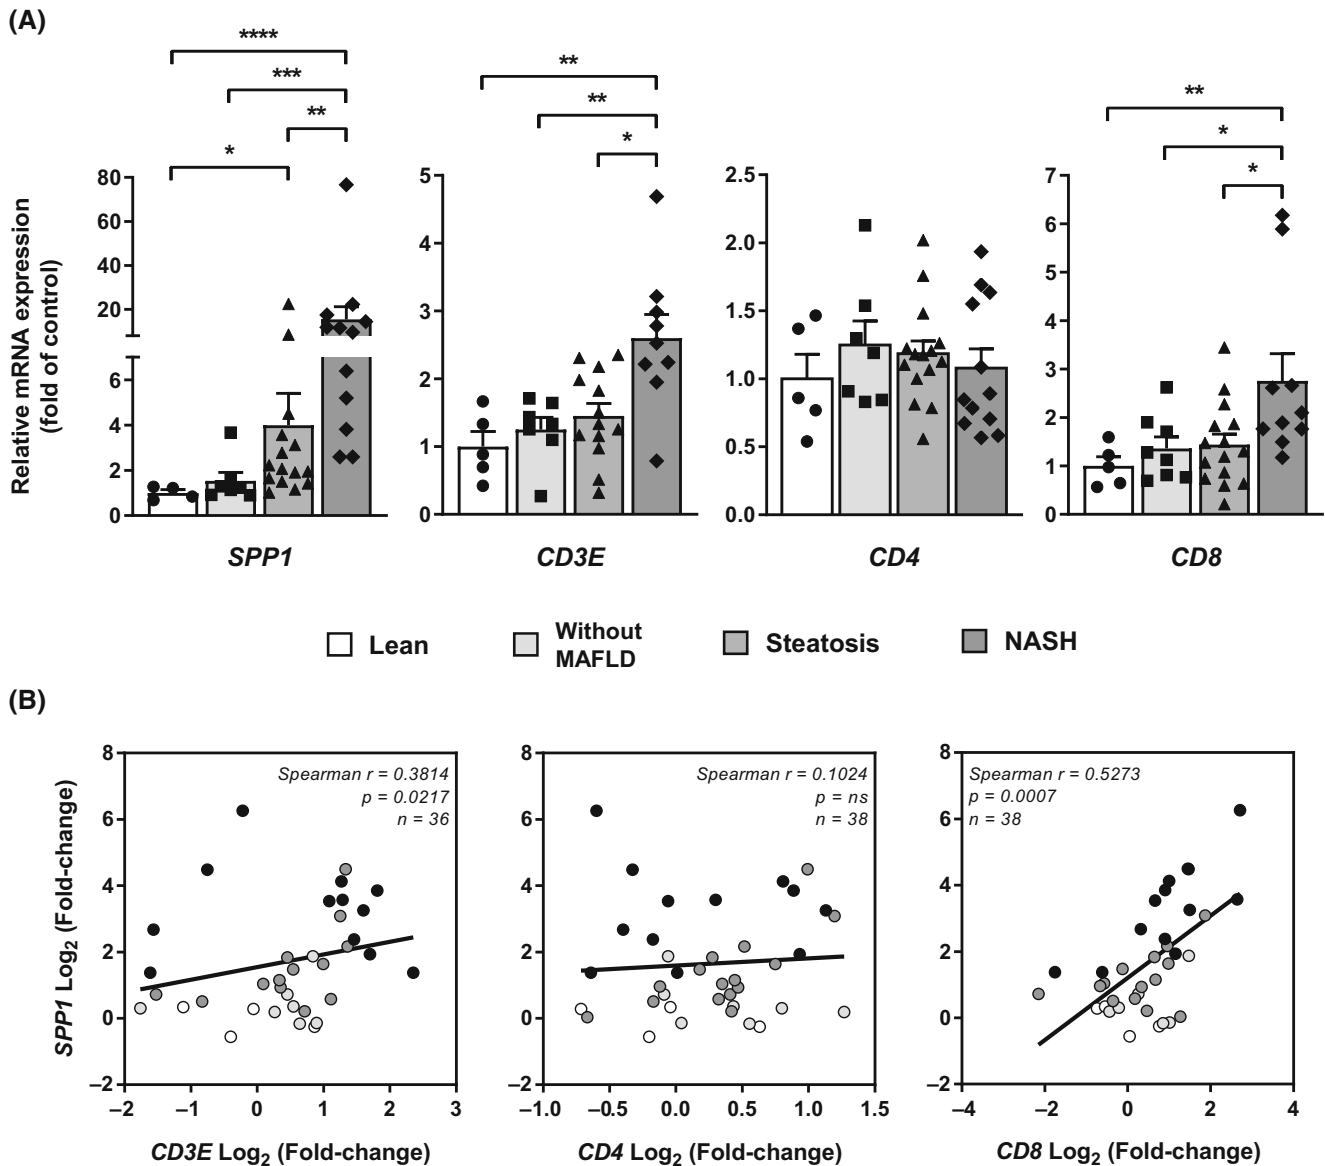 (A)
Relative mRNA expression
(fold of control)
****
***
**
*
80
60
40
20
6
4
2
0
SPP1
**
**
*
5
4
3
2
1
0
CD3E
2.5
2.0
1.5
1.0
0.5
0.0
CD4
**
*
*
7
6
5
4
3
2
1
0
CD8
Lean
Without
MAFLD
Steatosis
NASH
(B)
SPP1 Log2 (Fold-change)
8
6
4
2
0
–2
Spearman r = 0.3814
p = 0.0217
n = 36
–2 –1 0 1 2 3
CD3E Log2 (Fold-change)
8
6
4
2
0
–2
Spearman r = 0.1024
p = ns
n = 38
–1.0 –0.5 0.0 0.5 1.0 1.5
CD4 Log2 (Fold-change)
8
6
4
2
0
–2
Spearman r = 0.5273
p = 0.0007
n = 38
–4 –2 0 2 4
CD8 Log2 (Fold-change)